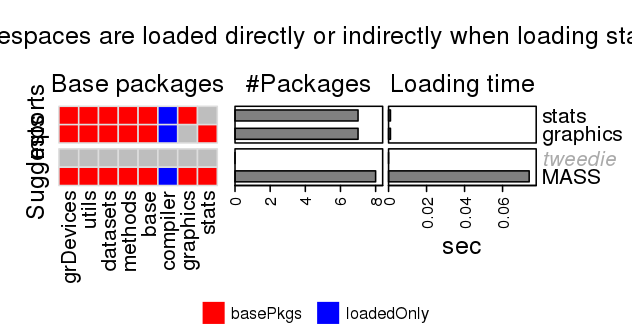 espaces are loaded directly or indirectly when loading sta
Base packages
#Packages
Loading time
Imports
Suggests
stats
graphics
tweedie
MASS
grDevices
utils
datasets
methods
base
compiler
graphics
stats
0 2 4 6 8
0 0.02 0.04 0.06
sec
basePkgs
loadedOnly